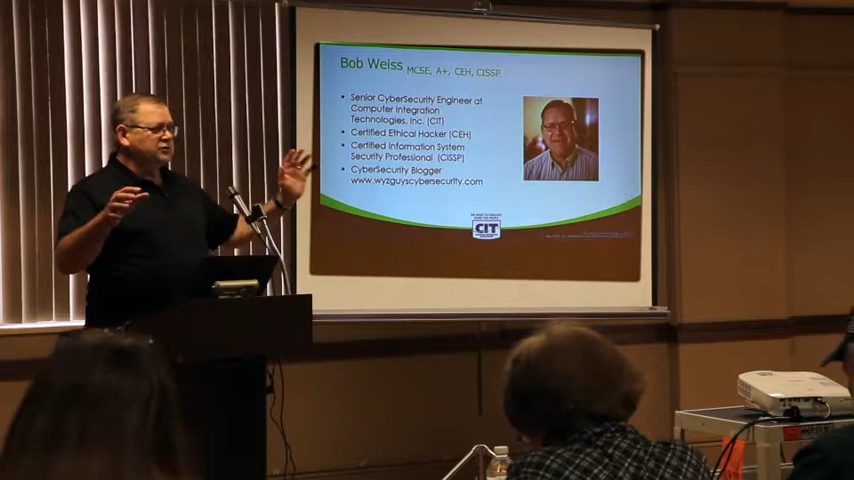 Bob Weiss MCSE, A+, CEH, CISSP
• Senior CyberSecurity Engineer at
Computer Integration
Technologies, Inc. (CIT)
• Certified Ethical Hacker (CEH)
• Certified Information System
Security Professional (CISSP)
• CyberSecurity Blogger
• www.wyzguyscybersecurity.com
CIT